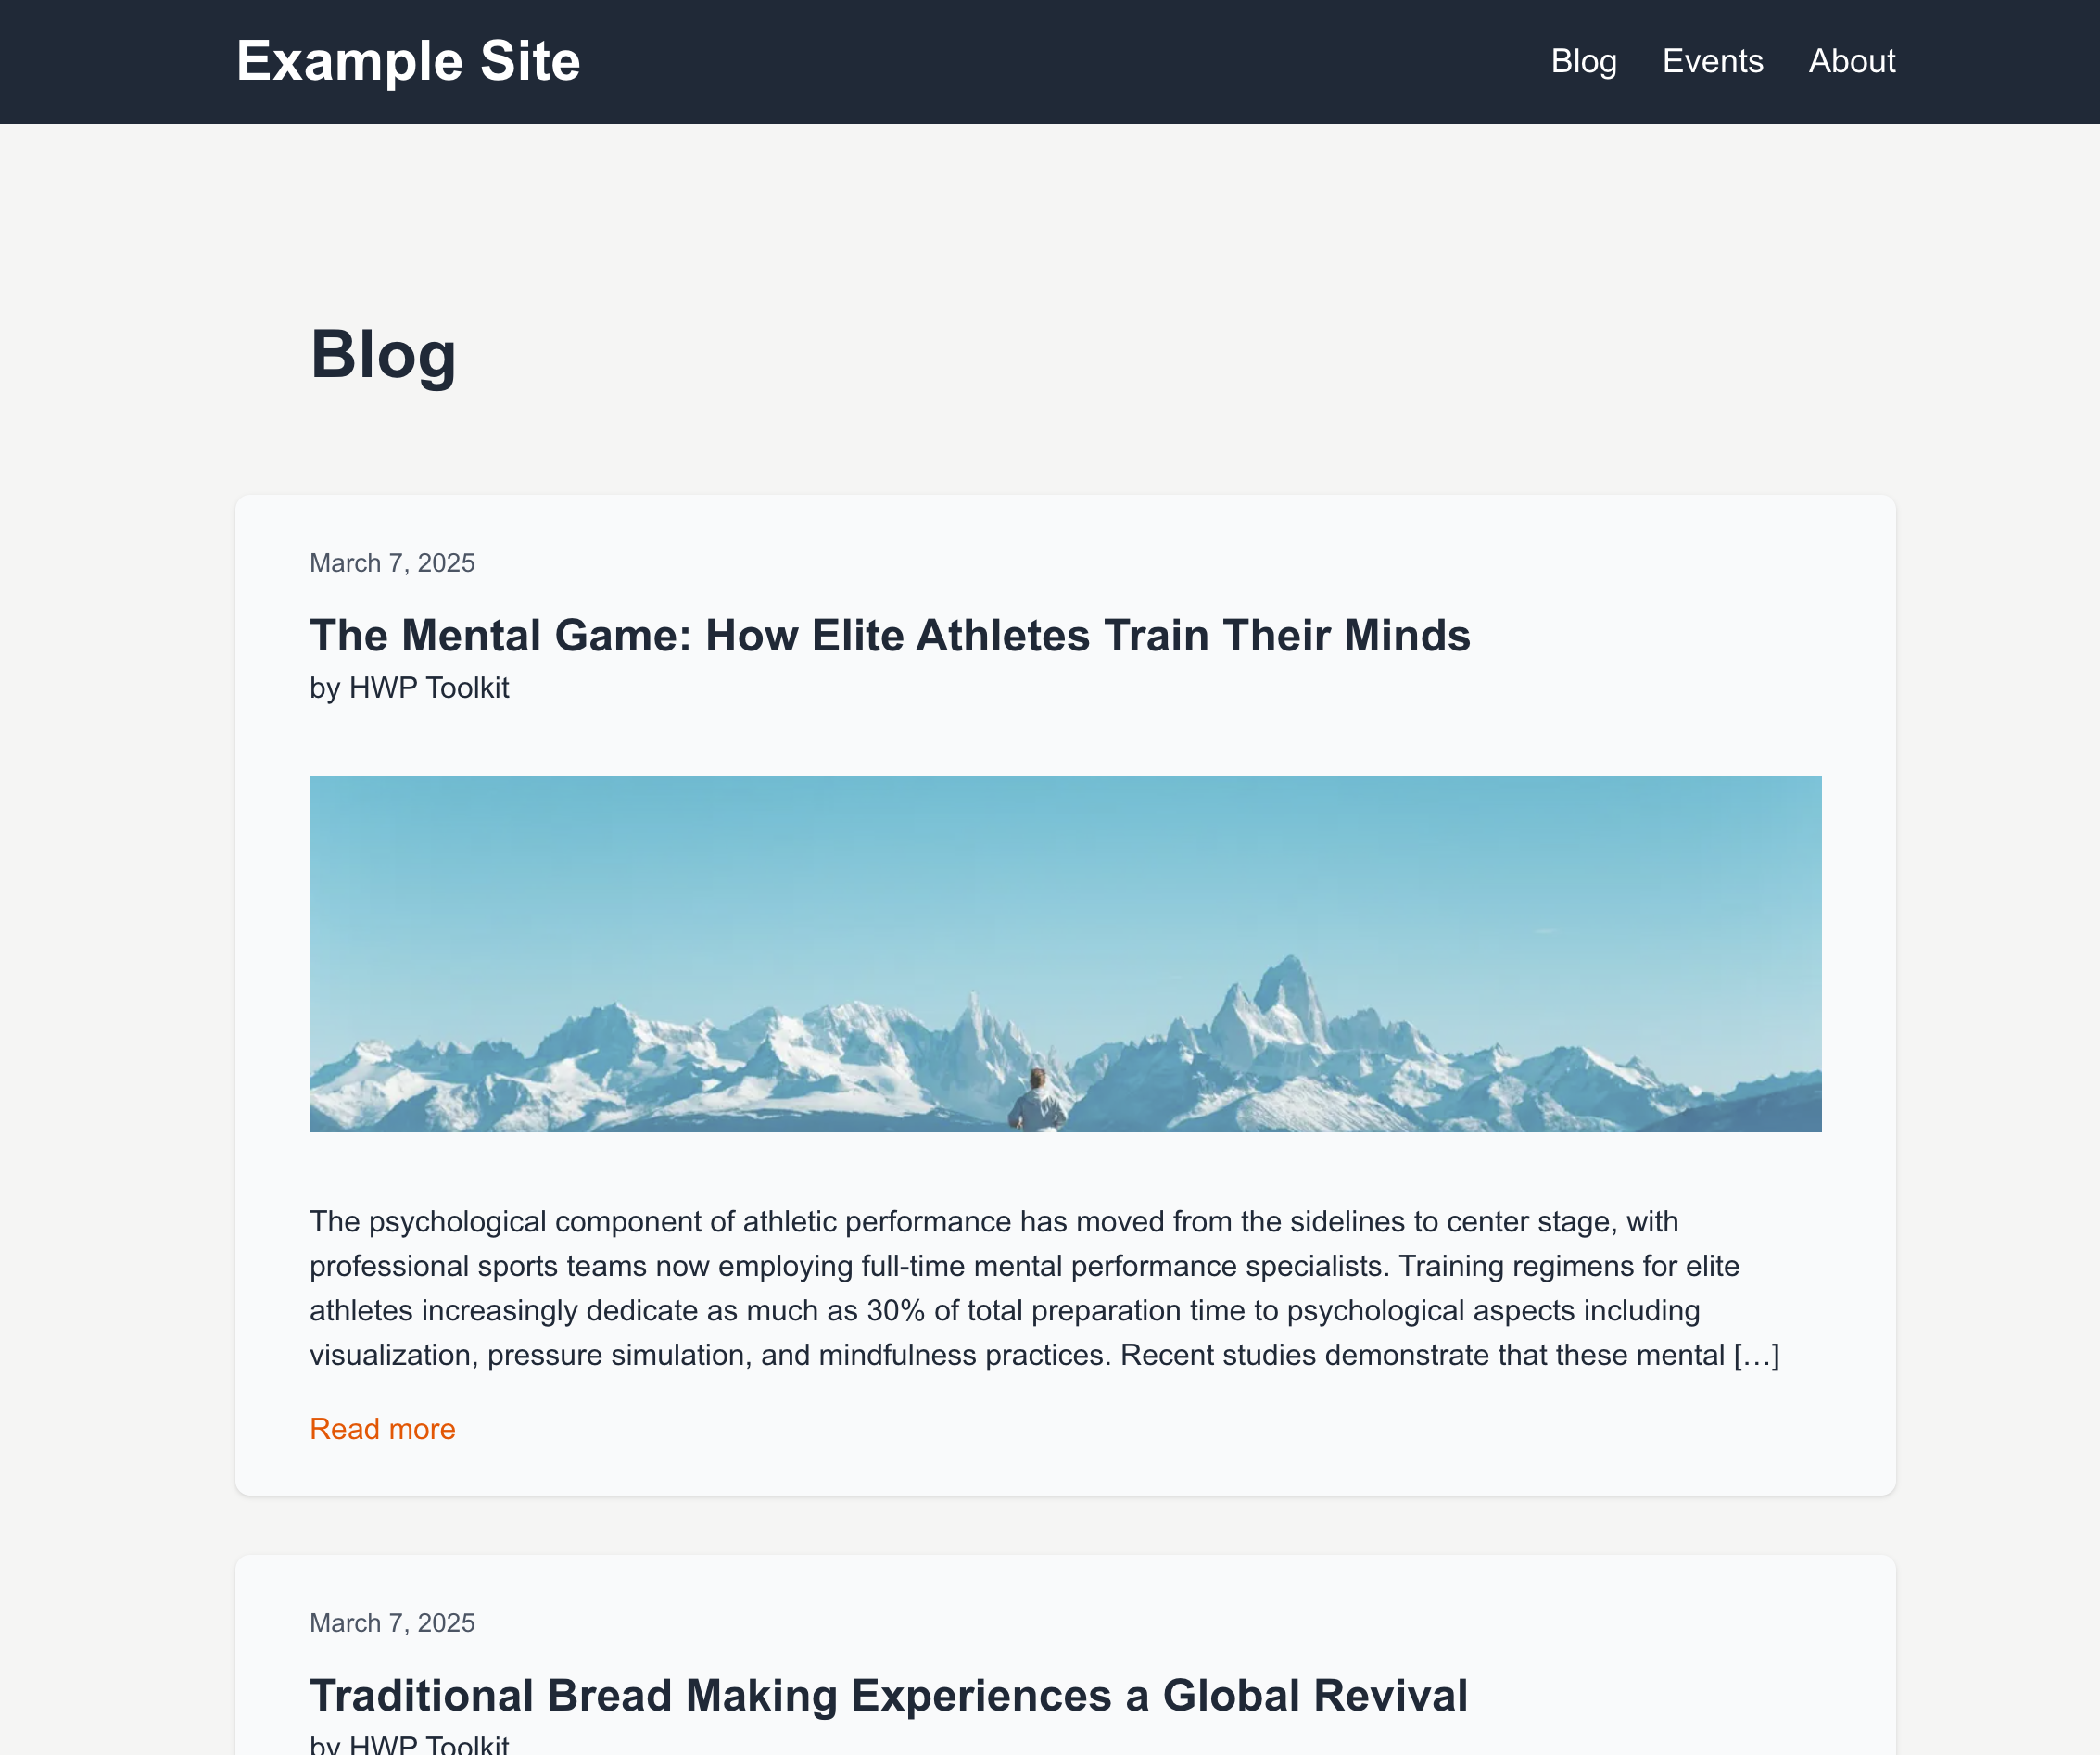 Example Site
Blog
Events
About
Blog
March 7, 2025
The Mental Game: How Elite Athletes Train Their Minds
by HWP Toolkit
The psychological component of athletic performance has moved from the sidelines to center stage, with
professional sports teams now employing full-time mental performance specialists. Training regimens for elite
athletes increasingly dedicate as much as 30% of total preparation time to psychological aspects including
visualization, pressure simulation, and mindfulness practices. Recent studies demonstrate that these mental […]
Read more
March 7, 2025
Traditional Bread Making Experiences a Global Revival
by HWP Toolkit